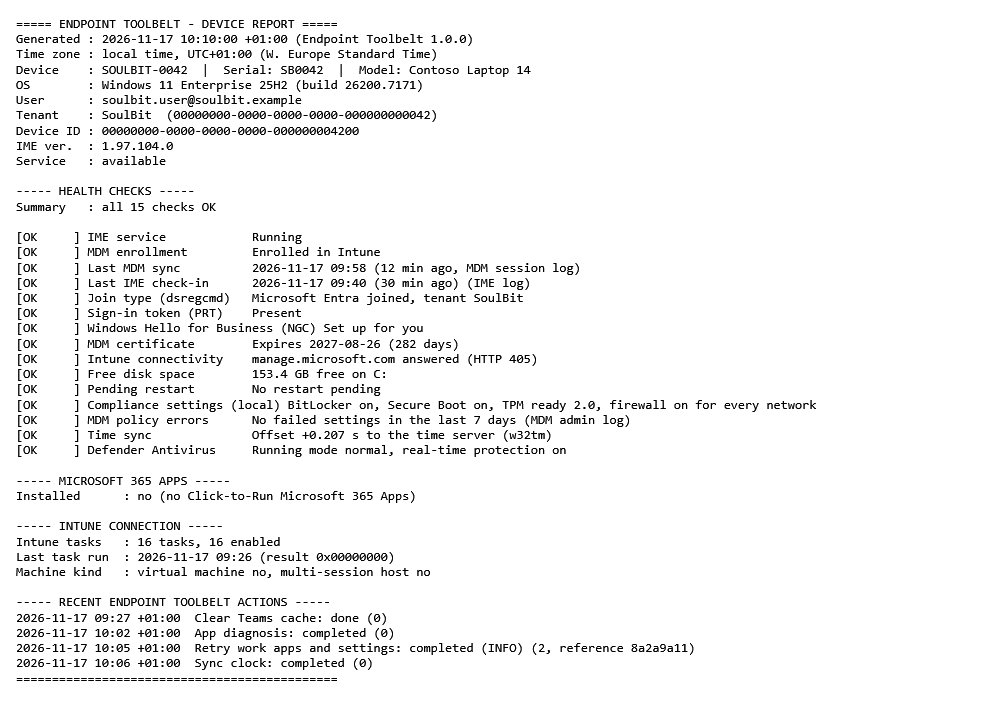 ===== ENDPOINT TOOLBELT - DEVICE REPORT =====
Generated : 2026-11-17 10:10:00 +01:00 (Endpoint Toolbelt 1.0.0)
Time zone : local time, UTC+01:00 (W. Europe Standard Time)
Device    : SOULBIT-0042  |  Serial: SB0042  |  Model: Contoso Laptop 14
OS        : Windows 11 Enterprise 25H2 (build 26200.7171)
User      : soulbit.user@soulbit.example
Tenant    : SoulBit  (00000000-0000-0000-0000-000000000042)
Device ID : 00000000-0000-0000-0000-000000004200
IME ver.  : 1.97.104.0
Service   : available

----- HEALTH CHECKS -----
Summary   : all 15 checks OK

[OK     ] IME service            Running
[OK     ] MDM enrollment         Enrolled in Intune
[OK     ] Last MDM sync          2026-11-17 09:58 (12 min ago, MDM session log)
[OK     ] Last IME check-in      2026-11-17 09:40 (30 min ago) (IME log)
[OK     ] Join type (dsregcmd)   Microsoft Entra joined, tenant SoulBit
[OK     ] Sign-in token (PRT)    Present
[OK     ] Windows Hello for Business (NGC) Set up for you
[OK     ] MDM certificate        Expires 2027-08-26 (282 days)
[OK     ] Intune connectivity    manage.microsoft.com answered (HTTP 405)
[OK     ] Free disk space        153.4 GB free on C:
[OK     ] Pending restart        No restart pending
[OK     ] Compliance settings (local) BitLocker on, Secure Boot on, TPM ready 2.0, firewall on for every network
[OK     ] MDM policy errors      No failed settings in the last 7 days (MDM admin log)
[OK     ] Time sync              Offset +0.207 s to the time server (w32tm)
[OK     ] Defender Antivirus     Running mode normal, real-time protection on

----- MICROSOFT 365 APPS -----
Installed      : no (no Click-to-Run Microsoft 365 Apps)

----- INTUNE CONNECTION -----
Intune tasks   : 16 tasks, 16 enabled
Last task run  : 2026-11-17 09:26 (result 0x00000000)
Machine kind   : virtual machine no, multi-session host no

----- RECENT ENDPOINT TOOLBELT ACTIONS -----
2026-11-17 09:27 +01:00  Clear Teams cache: done (0)
2026-11-17 10:02 +01:00  App diagnosis: completed (0)
2026-11-17 10:05 +01:00  Retry work apps and settings: completed (INFO) (2, reference 8a2a9a11)
2026-11-17 10:06 +01:00  Sync clock: completed (0)
=============================================